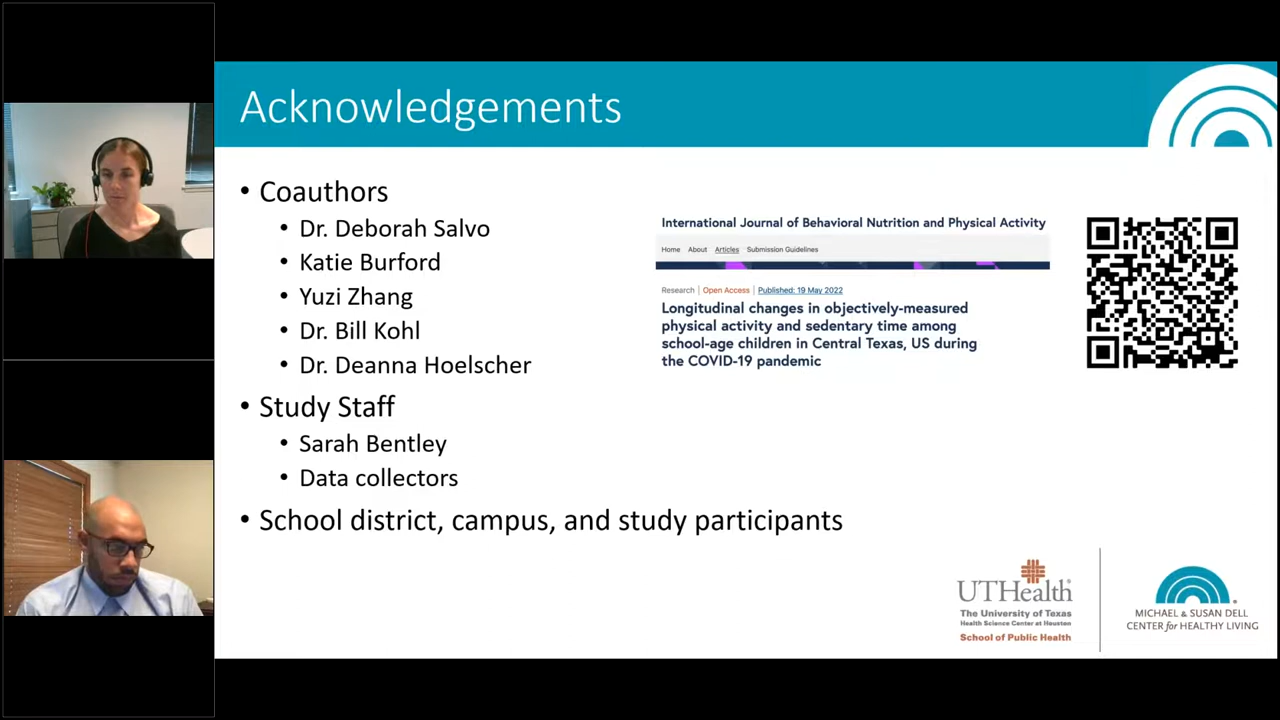 Acknowledgements
• Coauthors
• Dr. Deborah Salvo
• Katie Burford
• Yuzi Zhang
• Dr. Bill Kohl
• Dr. Deanna Hoelscher
• Study Staff
• Sarah Bentley
• Data collectors
• School district, campus, and study participants
International Journal of Behavioral Nutrition and Physical Activity
Home About Articles Submission Guidelines
Research | Open Access | Published: 19 May 2022
Longitudinal changes in objectively-measured
physical activity and sedentary time among
school-age children in Central Texas, US during
the COVID-19 pandemic
UTHealth®
The University of Texas
Health Science Center at Houston
School of Public Health
MICHAEL & SUSAN DELL
CENTER for HEALTHY LIVING